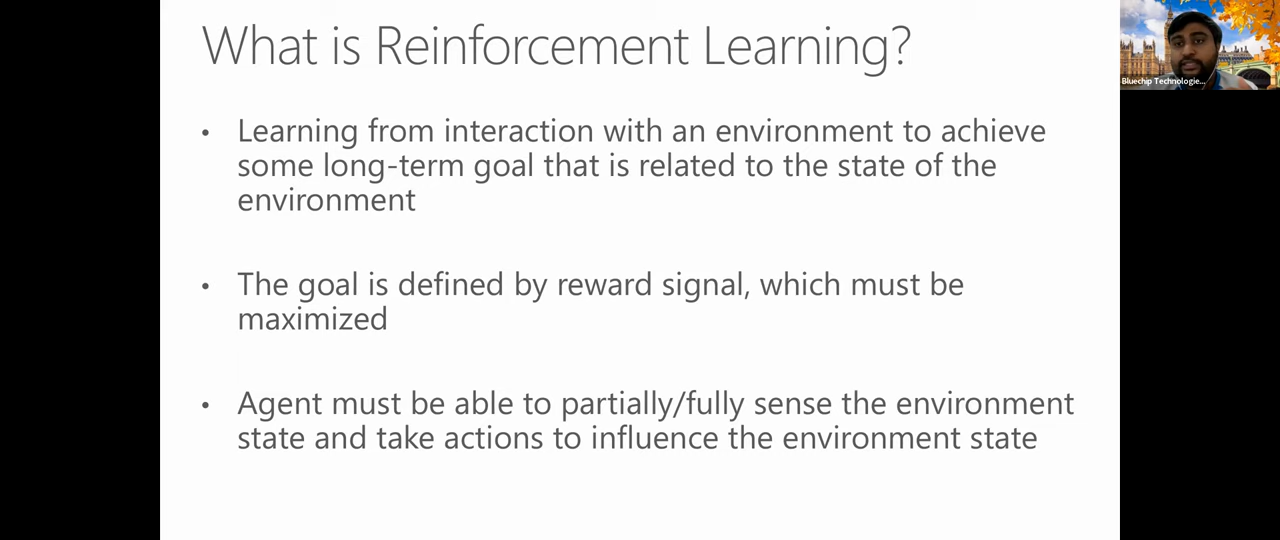 What is Reinforcement Learning?
• Learning from interaction with an environment to achieve
some long-term goal that is related to the state of the
environment
• The goal is defined by reward signal, which must be
maximized
• Agent must be able to partially/fully sense the environment
state and take actions to influence the environment state
Bluechip Technologie...